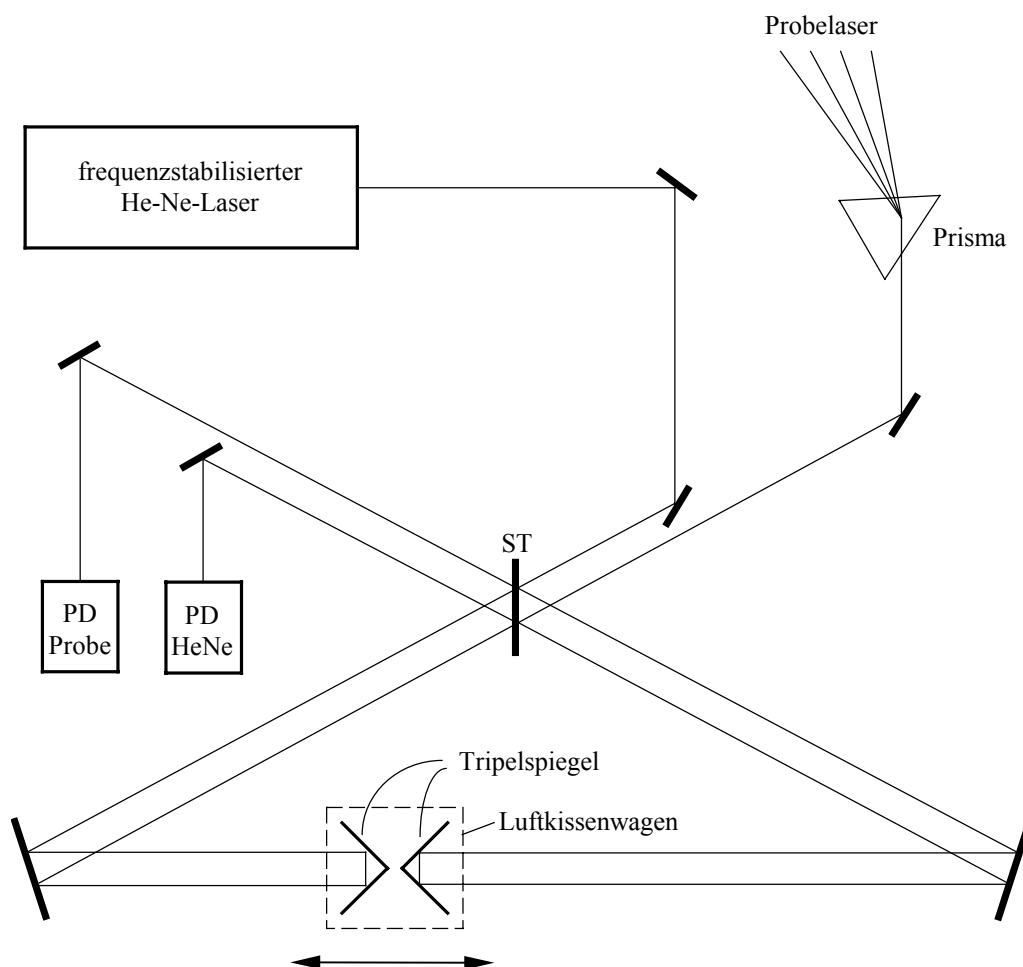 Probelaser
frequenzstabilisierter
He-Ne-Laser
Prisma
ST
PD
Probe
PD
HeNe
Tripelspiegel
Luftkissenwagen